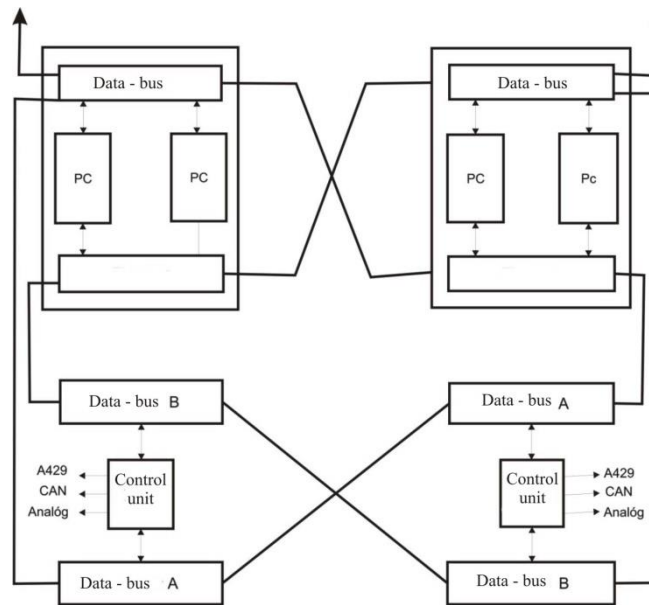 Data - bus
Data - bus
PC
PC
PC
Pc
Data - bus B
Data - bus A
A429
CAN
Analóg
Control
unit
Control
unit
A429
CAN
Analóg
Data - bus A
Data - bus B